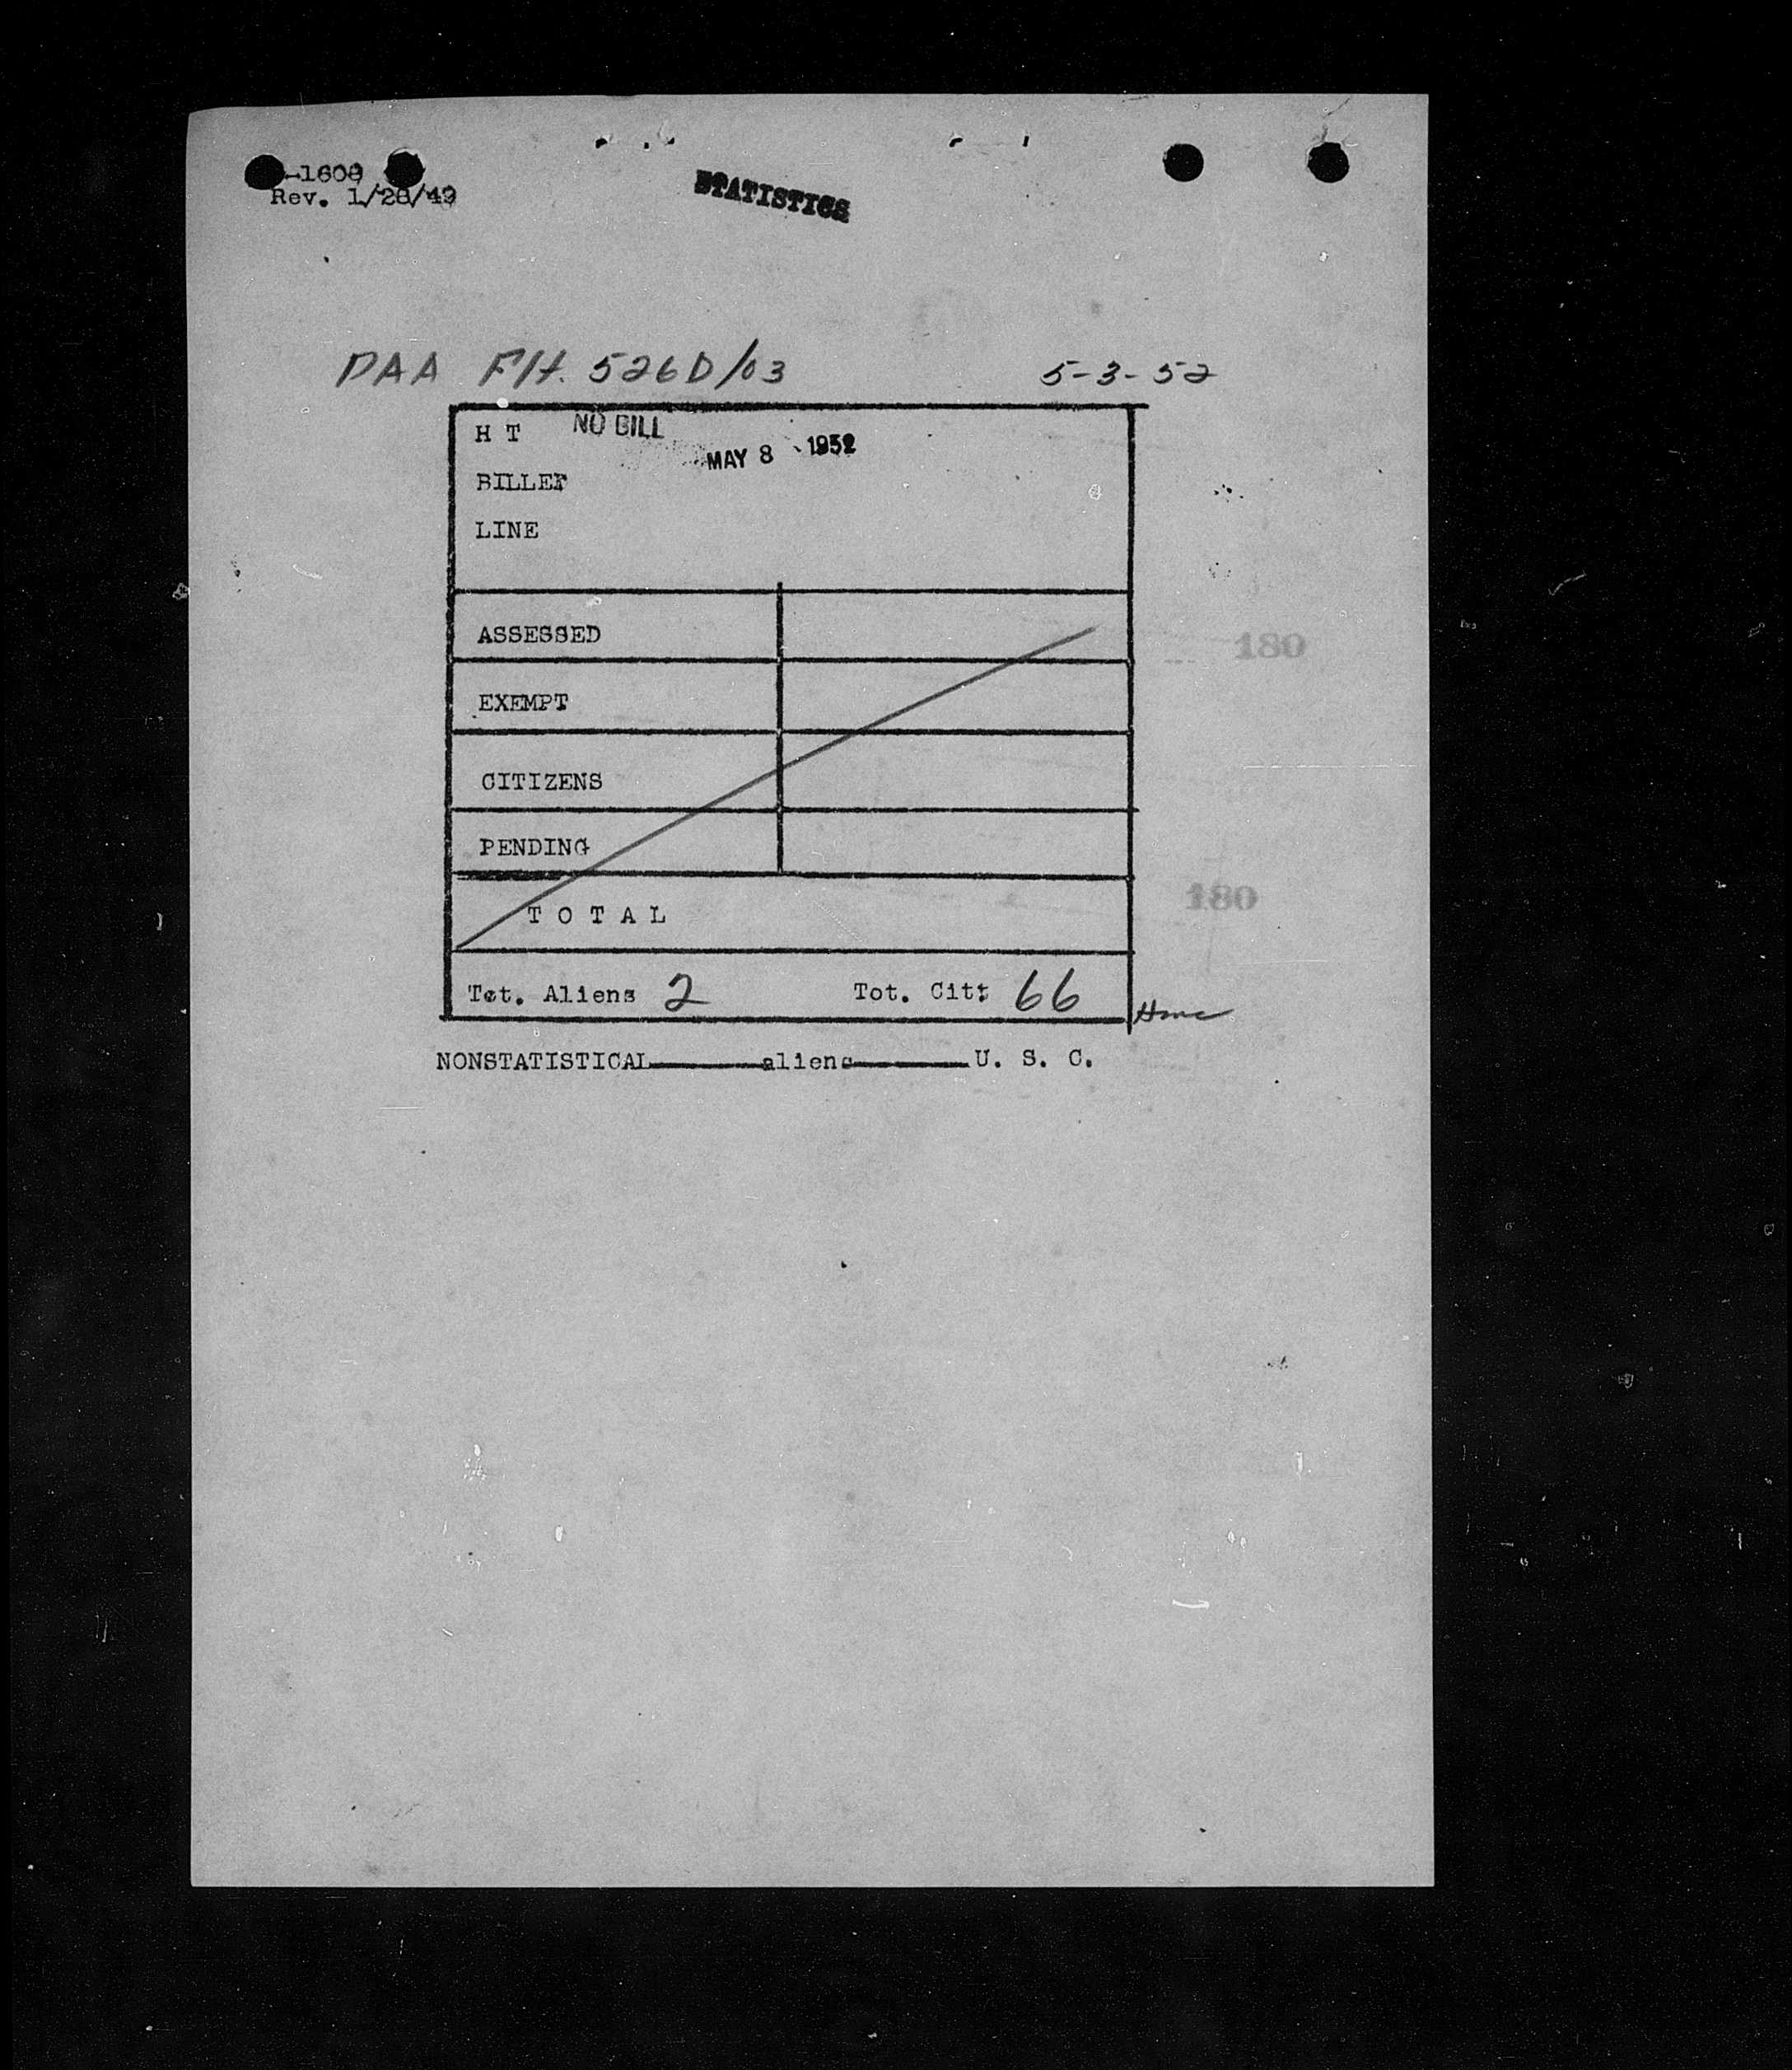 -1608
Rev. 1/28/49
STATISTICS
PAA Flt. 526D/03 5-3-52
H T NO BILL
MAY 8 1952
BILLET
LINE
ASSESSED
180
EXEMPT
CITIZENS
PENDING
180
T O T A L
Tot. Aliens 2 Tot. Cit: 66
NONSTATISTICAL aliens U. S. C.